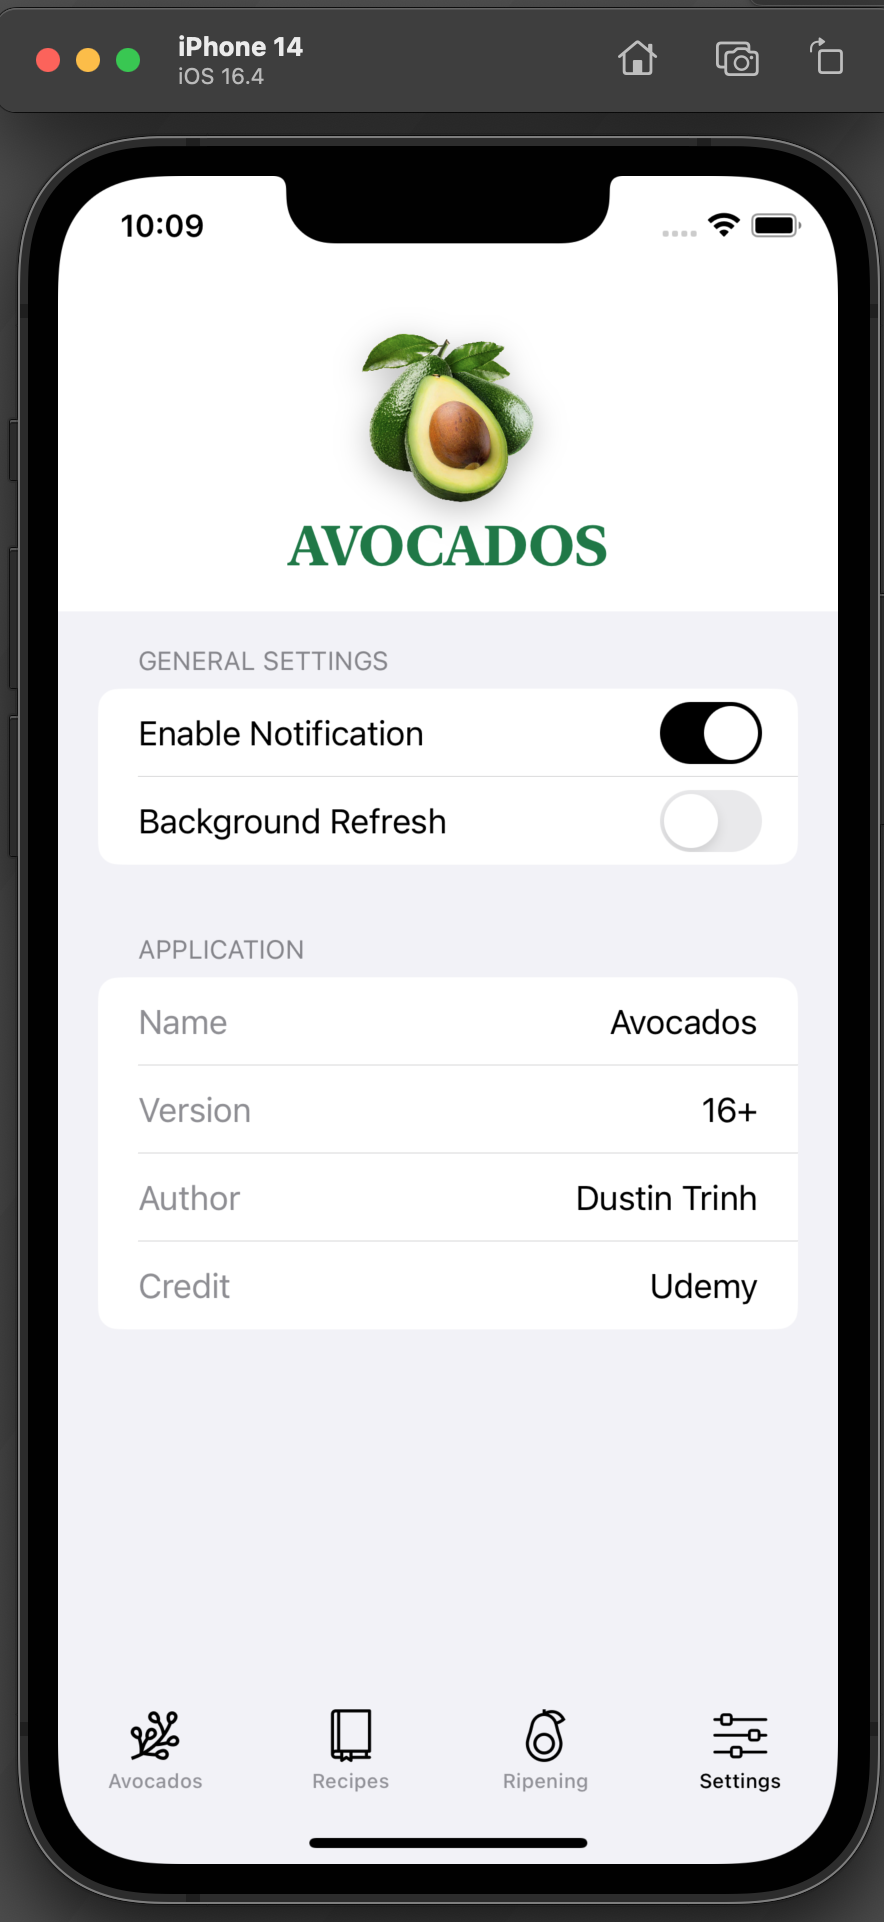 iPhone 14
iOS 16.4
10:09
AVOCADOS
GENERAL SETTINGS
Enable Notification
Background Refresh
APPLICATION
Name Avocados
Version 16+
Author Dustin Trinh
Credit Udemy
Avocados Recipes Ripening Settings